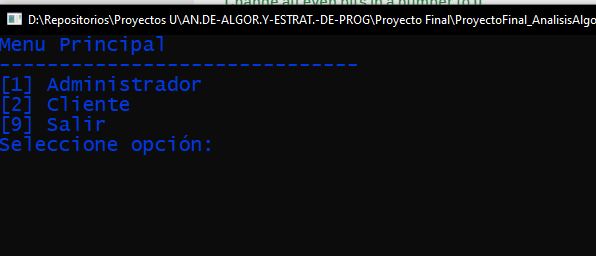 Change all even bits in a number to 0
D:\Repositorios\Proyectos U\AN.DE-ALGOR.Y-ESTRAT.-DE-PROG\Proyecto Final\ProyectoFinal_AnalisisAlgo
Menu Principal
------------------------------
[1] Administrador
[2] Cliente
[9] Salir
Seleccione opción: